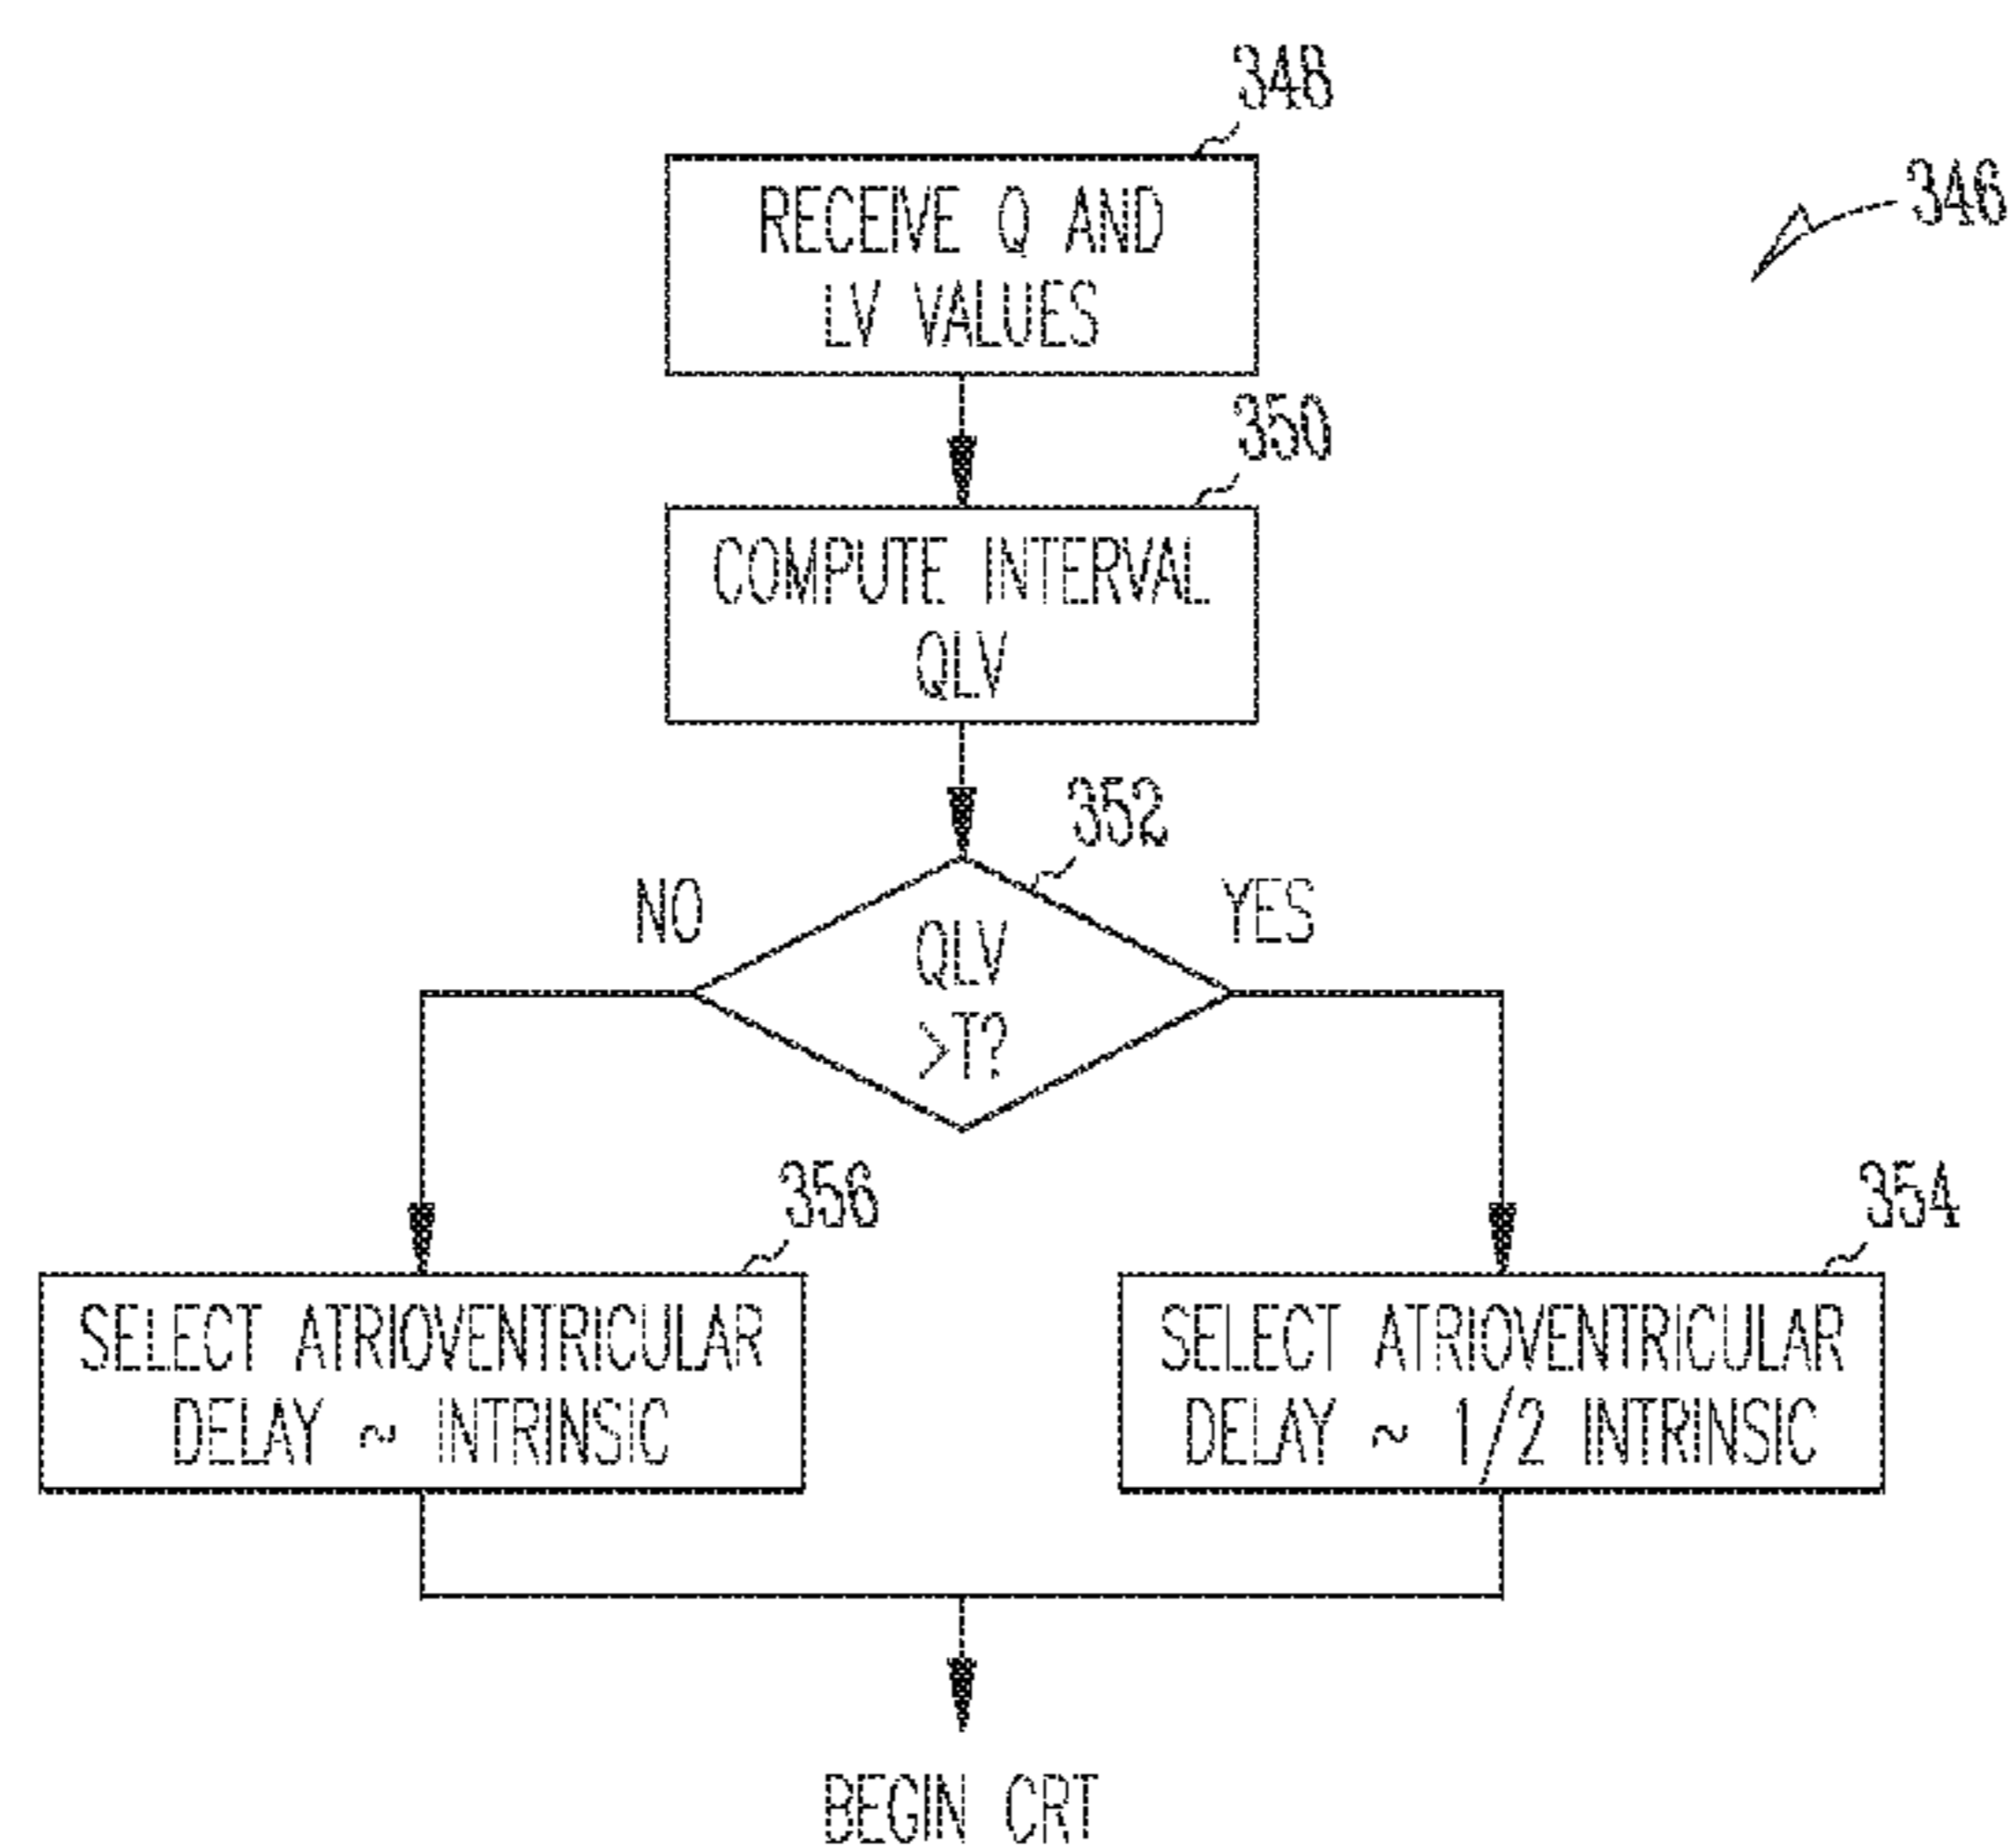 348
346
RECEIVE Q AND
LV VALUES
350
COMPUTE INTERVAL
QLV
352
NO
YES
QLV
>T?
356
354
SELECT ATRIOVENTRICULAR
DELAY ~ INTRINSIC
SELECT ATRIOVENTRICULAR
DELAY ~ 1/2 INTRINSIC
BEGIN CRT